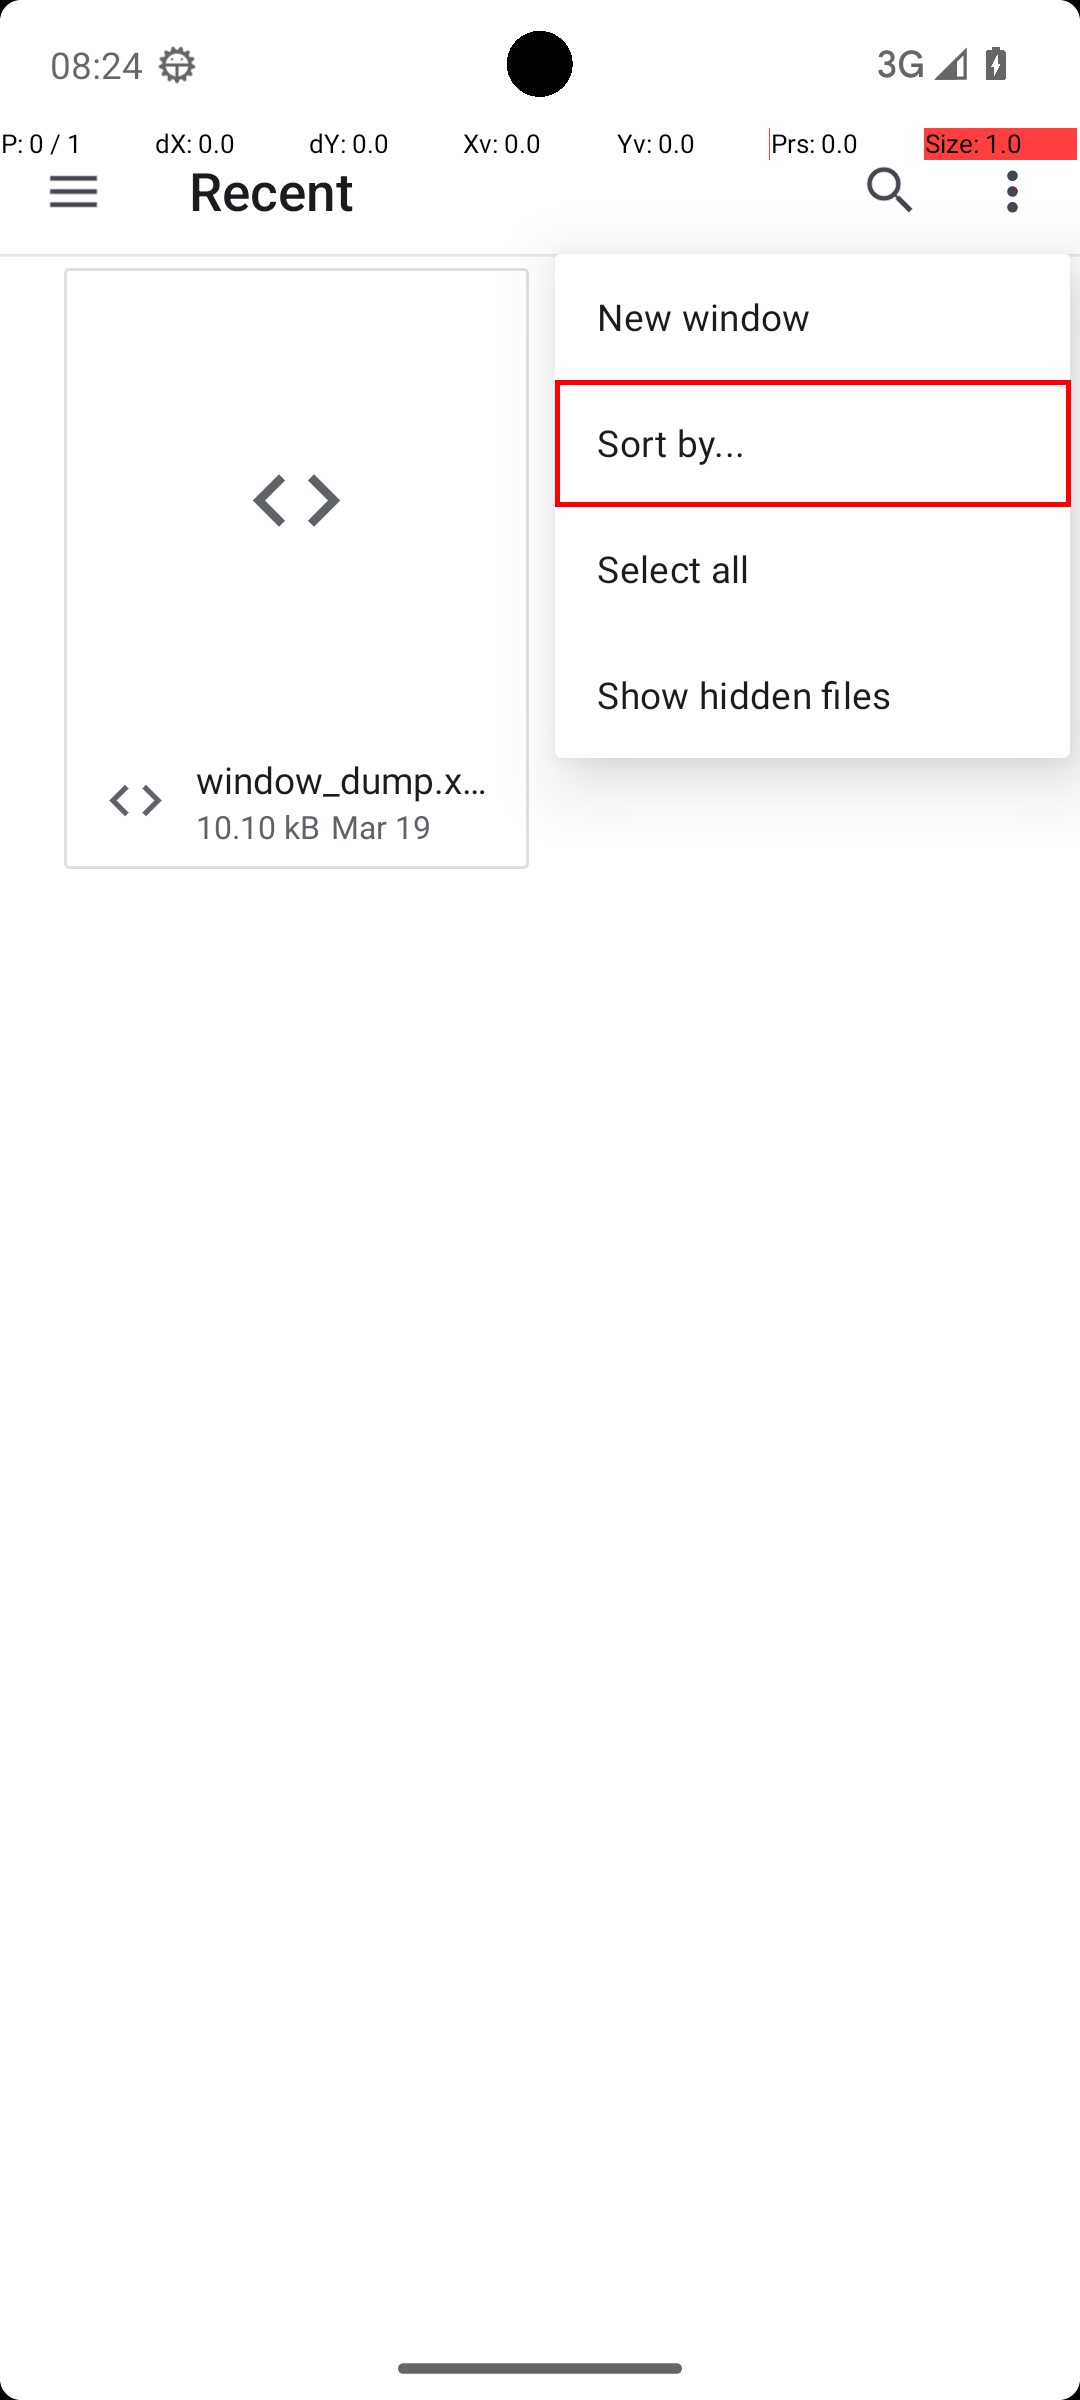 08:24
3G
P: 0 / 1
dX: 0.0
dY: 0.0
Xv: 0.0
Yv: 0.0
Prs: 0.0
Size: 1.0
Recent
New window
Sort by...
Select all
Show hidden files
window_dump.x...
10.10 kB Mar 19